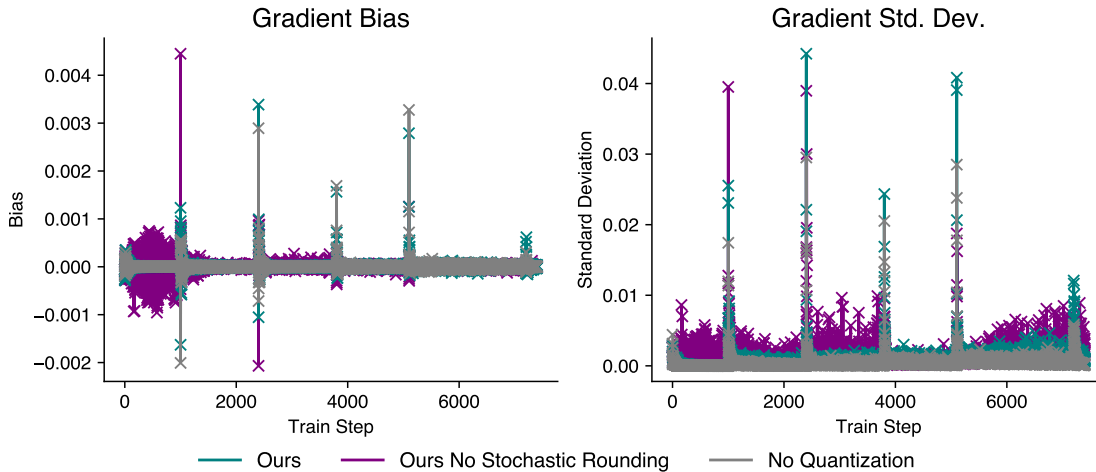 Gradient Bias
Gradient Std. Dev.
Bias
0.004
0.003
0.002
0.001
0.000
−0.001
−0.002
0 2000 4000 6000
Train Step
Standard Deviation
0.04
0.03
0.02
0.01
0.00
0 2000 4000 6000
Train Step
Ours Ours No Stochastic Rounding No Quantization